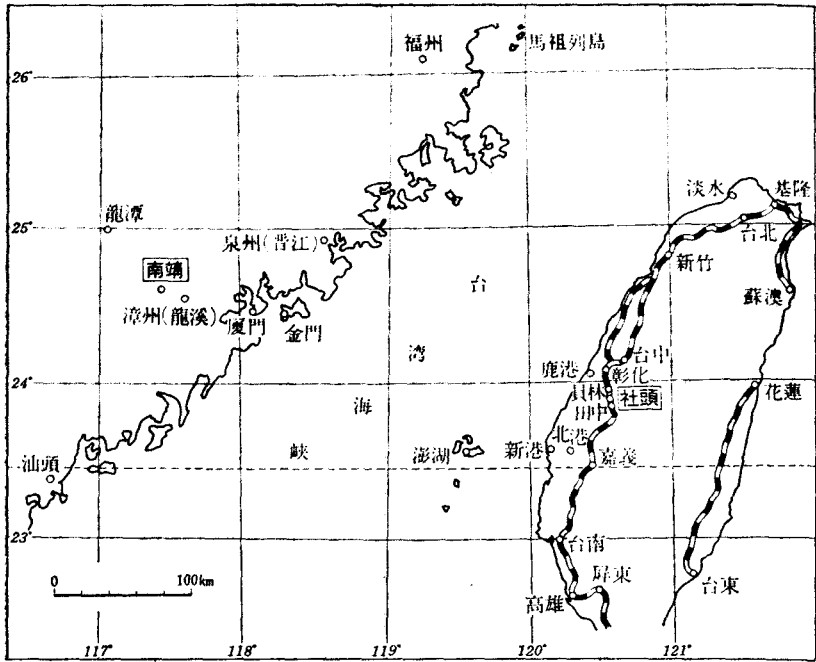 福州
馬祖列島
26°
淡水
基隆
龍潭
25°
泉州(晋江)
台北
新竹
南靖
台
蘇澳
漳州(龍溪)
厦門
金門
湾
鹿港
台中
彰化
24°
員林
社頭
花蓮
海
田中
北港
峡
澎湖
新港
嘉義
汕頭
23°
台南
0
100km
屏東
台東
高雄
117°
118°
119°
120°
121°